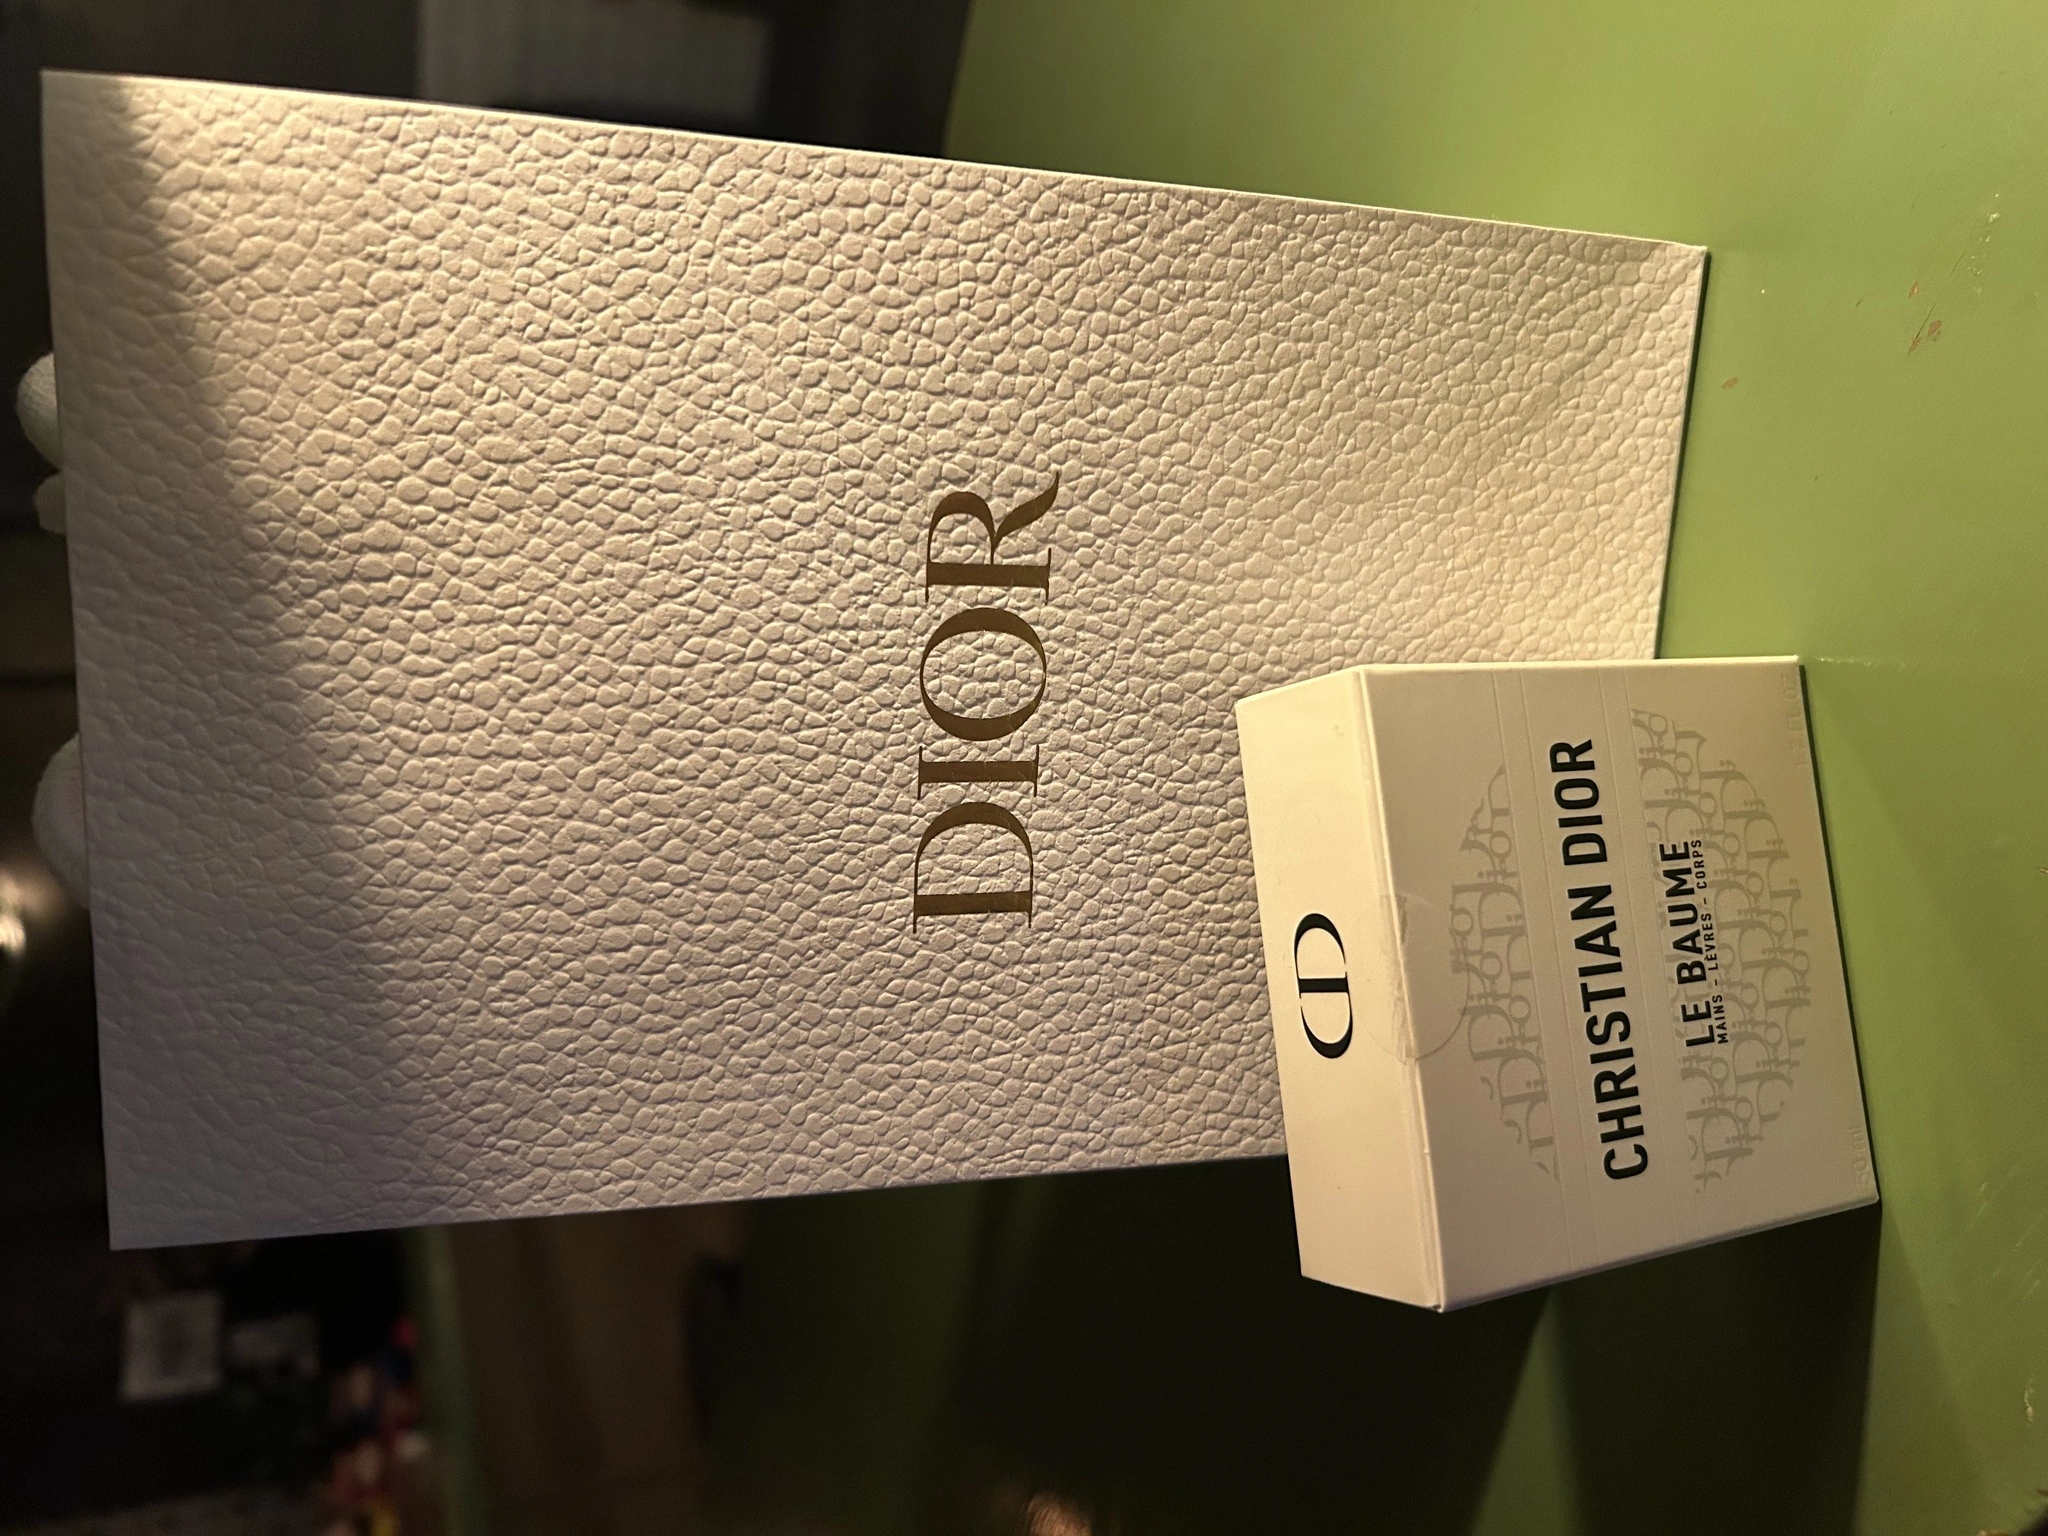 DIOR
CD
CHRISTIAN DIOR
LE BAUME
MAINS - LÈVRES - CORPS
50 ml